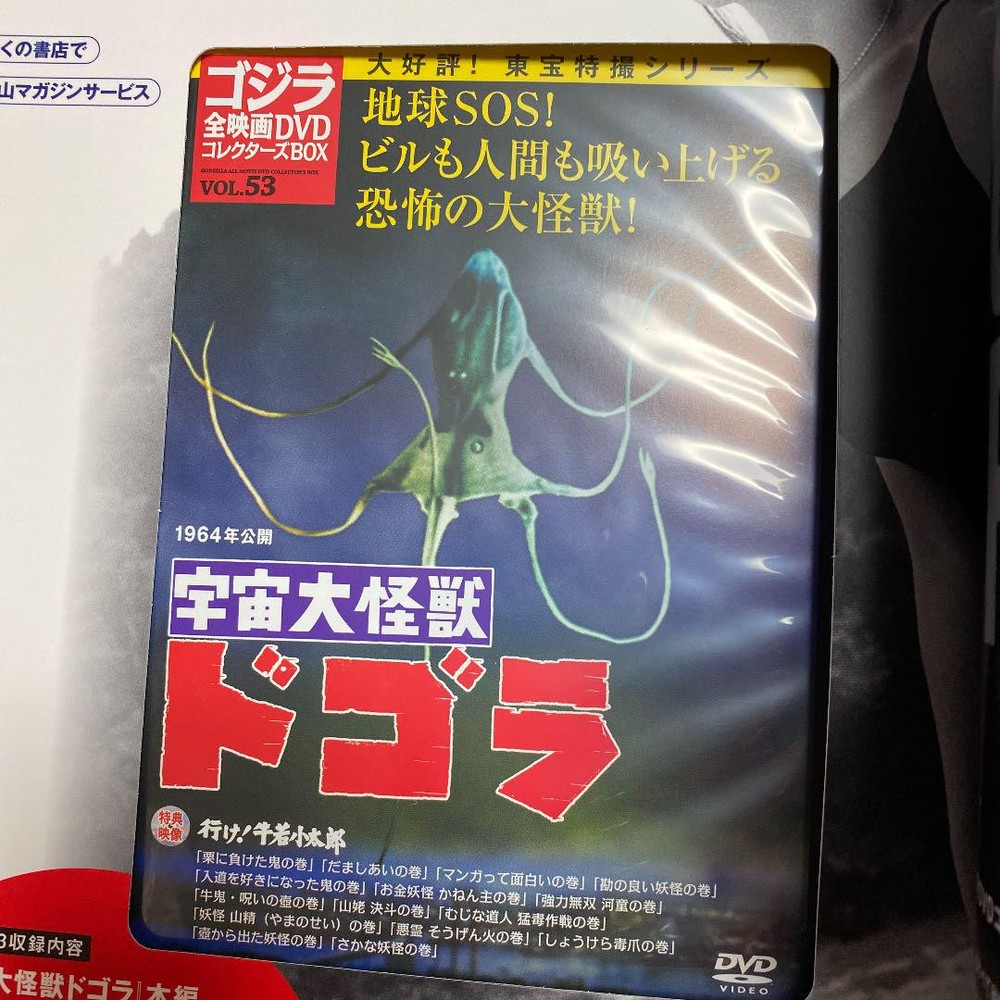 くの書店で
山マガジンサービス
大好評！ 東宝特撮シリーズ
ゴジラ
全映画DVD
コレクターズBOX
GODZILLA ALL MOVIE DVD COLLECTOR'S BOX
VOL.53
地球SOS！
ビルも人間も吸い上げる
恐怖の大怪獣！
1964年公開
宇宙大怪獣
ドゴラ
特典映像
行け！牛若小太郎
「栗に負けた鬼の巻」「だましあいの巻」「マンガって面白いの巻」「勘の良い妖怪の巻」
「入道を好きになった鬼の巻」「お金妖怪 かねん主の巻」「強力無双 河童の巻」
「牛鬼・呪いの壺の巻」「山姥 決斗の巻」「むじな道人 猛毒作戦の巻」
「妖怪 山精（やまのせい）の巻」「悪霊 そうげん火の巻」「しょうけら毒爪の巻」
「壺から出た妖怪の巻」「さかな妖怪の巻」
DVD
VIDEO
3収録内容
大怪獣ドゴラ』本編